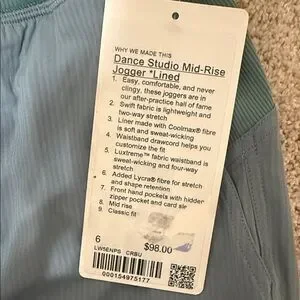 WHY WE MADE THIS
Dance Studio Mid-Rise
Jogger *Lined
1. Easy, comfortable, and never
clingy, these joggers are in
our after-practice hall of fame
2. Swift fabric is lightweight and
two-way stretch
3. Liner made with Coolmax® fibre
is soft and sweat-wicking
4. Waistband drawcord helps you
customize the fit
5. Luxtreme™ fabric waistband is
sweat-wicking and four-way
stretch
6. Added Lycra® fibre for stretch
and shape retention
7. Front hand pockets with hidden
zipper pocket and card sle
8. Mid rise
9. Classic fit
6
$98.00
LW5ENPS CRBU
000154975177